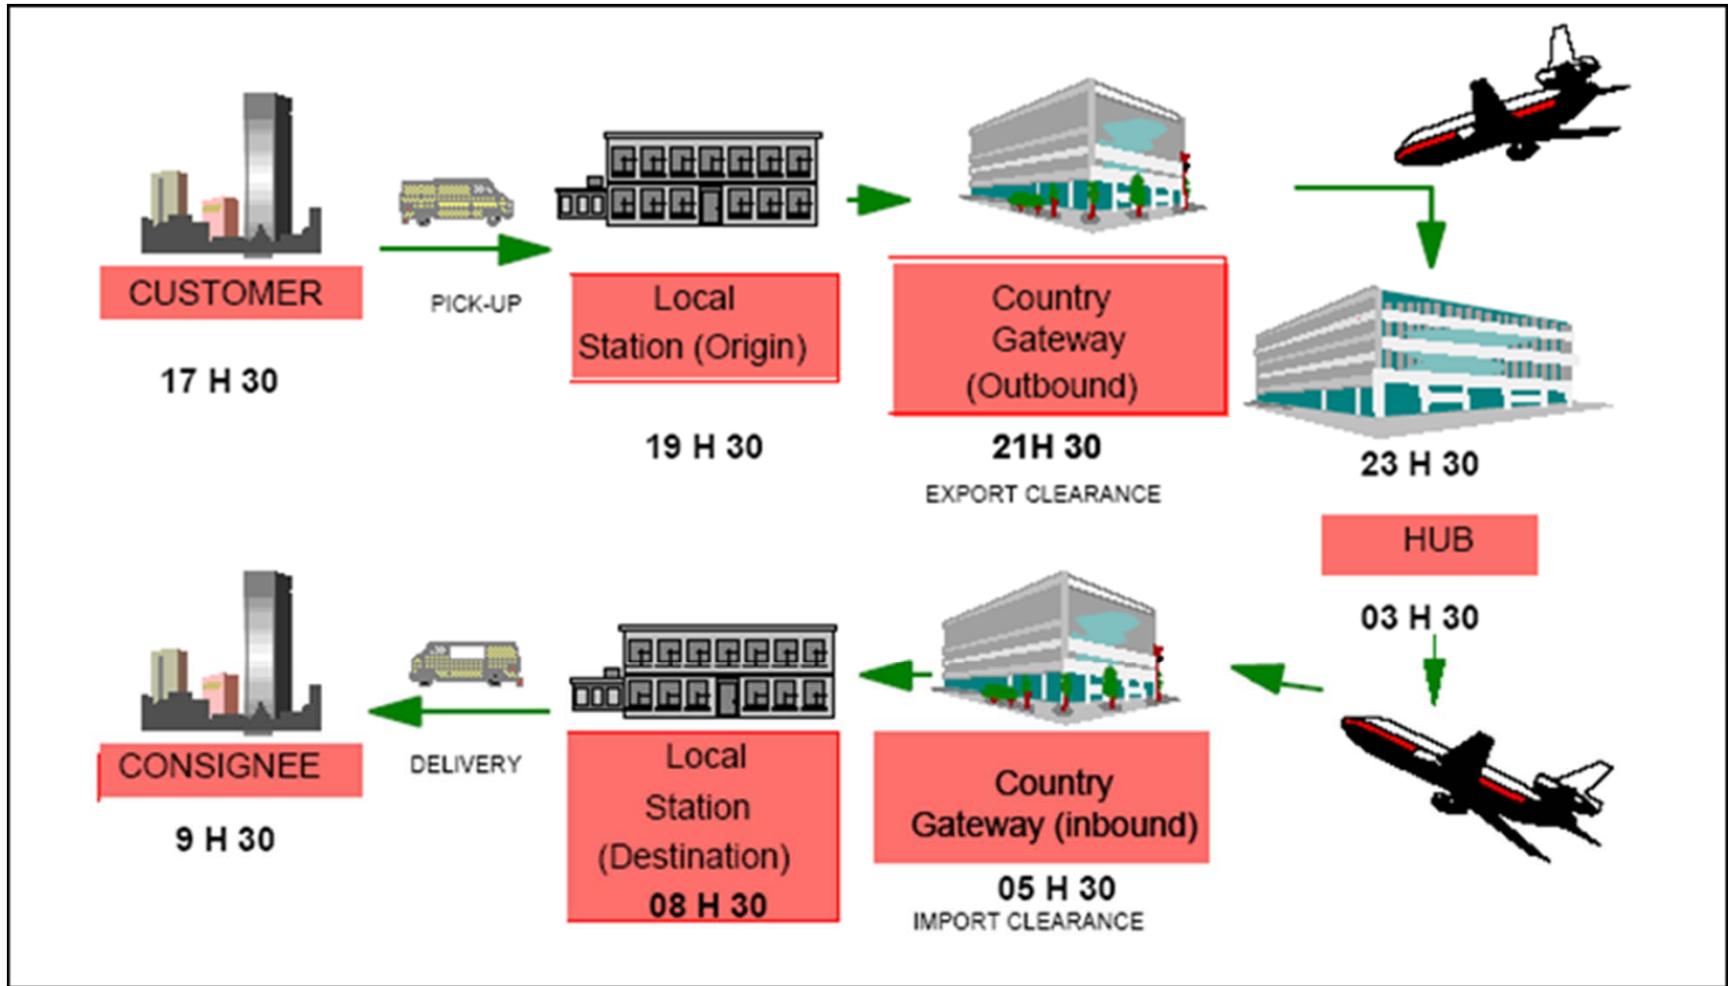 CUSTOMER
17 H 30
PICK-UP
Local
Station (Origin)
19 H 30
Country
Gateway
(Outbound)
21H 30
EXPORT CLEARANCE
23 H 30
HUB
03 H 30
Country
Gateway (inbound)
05 H 30
IMPORT CLEARANCE
Local
Station
(Destination)
08 H 30
DELIVERY
CONSIGNEE
9 H 30